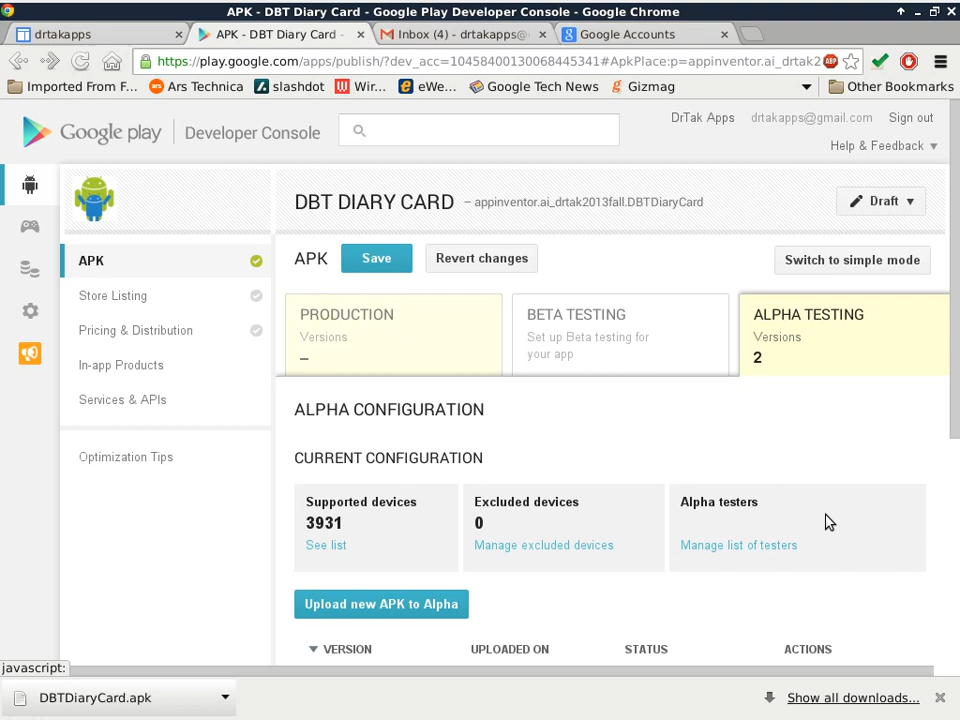 APK - DBT Diary Card - Google Play Developer Console - Google Chrome
drtakapps
APK - DBT Diary Card -
Inbox (4) - drtakapps@
Google Accounts
https://play.google.com/apps/publish/?dev_acc=10458400130068445341#ApkPlace:p=appinventor.ai_drtak2
ABP
Imported From F...
Ars Technica
slashdot
Wir...
eWe...
Google Tech News
Gizmag
Other Bookmarks
Google play
Developer Console
DrTak Apps
drtakapps@gmail.com
Sign out
Help & Feedback
DBT DIARY CARD – appinventor.ai_drtak2013fall.DBTDiaryCard
Draft
APK
Store Listing
Pricing & Distribution
In-app Products
Services & APIs
Optimization Tips
APK
Save
Revert changes
Switch to simple mode
PRODUCTION
Versions
–
BETA TESTING
Set up Beta testing for
your app
ALPHA TESTING
Versions
2
ALPHA CONFIGURATION
CURRENT CONFIGURATION
Supported devices
3931
See list
Excluded devices
0
Manage excluded devices
Alpha testers
Manage list of testers
Upload new APK to Alpha
VERSION
UPLOADED ON
STATUS
ACTIONS
javascript:
DBTDiaryCard.apk
Show all downloads...